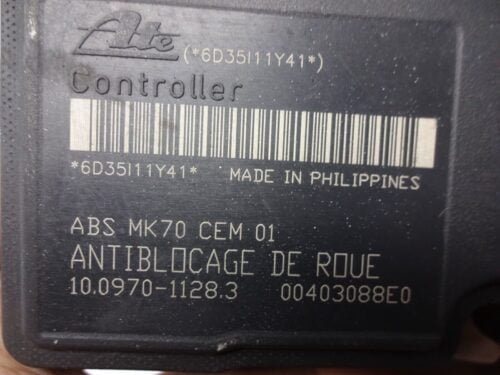 Ate (*6D35I11Y41*)
Controller
*6D35I11Y41* MADE IN PHILIPPINES
ABS MK70 CEM 01
ANTIBLOCAGE DE ROUE
10.0970-1128.3 00403088E0